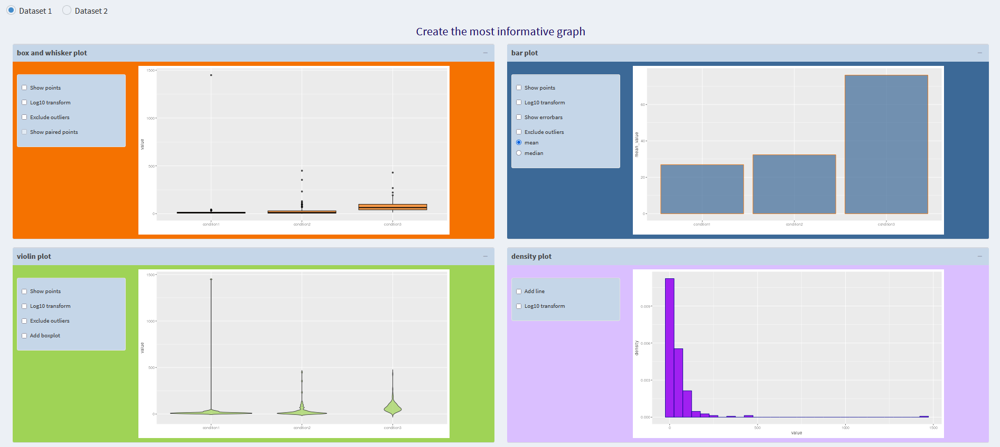 Dataset 1 Dataset 2
Create the most informative graph
box and whisker plot
Show points
Log10 transform
Exclude outliers
Show paired points
1500
1000
500
0
value
condition1 condition2 condition3
bar plot
Show points
Log10 transform
Show errorbars
Exclude outliers
mean
median
60
40
20
0
mean_value
condition1 condition2 condition3
violin plot
Show points
Log10 transform
Exclude outliers
Add boxplot
1500
1000
500
0
value
condition1 condition2 condition3
density plot
Add line
Log10 transform
0.009
0.006
0.003
0.000
density
0 500 1000 1500
value